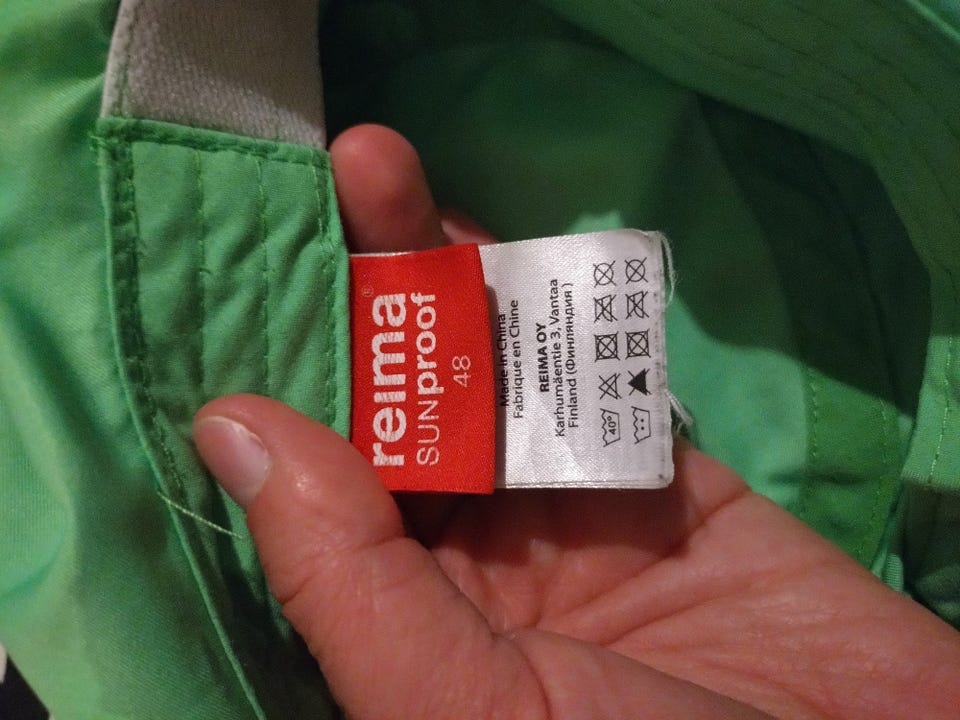 reima®
SUNproof
48
Made in China
Fabrique en Chine
REIMA OY
Karhumäentie 3, Vantaa
Finland (Финляндия )
40°